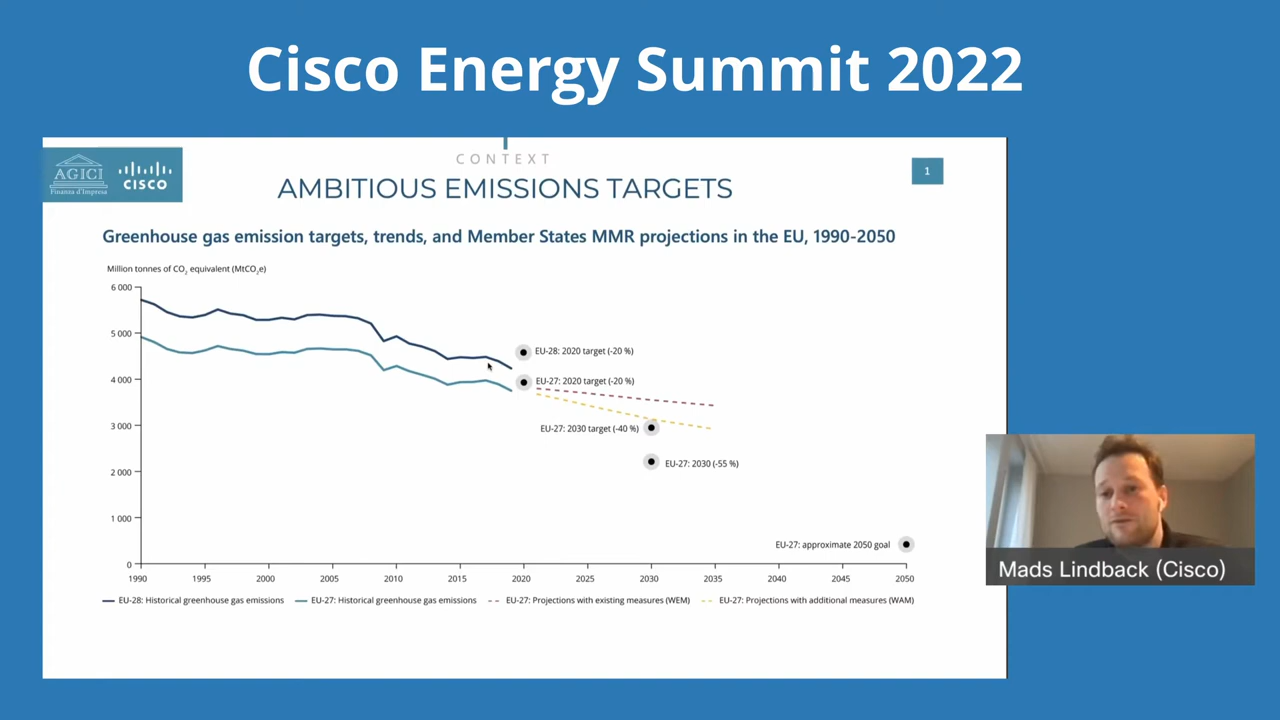 Cisco Energy Summit 2022
AGICI
Finanza d'Impresa
CISCO
CONTEXT
1
AMBITIOUS EMISSIONS TARGETS
Greenhouse gas emission targets, trends, and Member States MMR projections in the EU, 1990-2050
Million tonnes of CO₂ equivalent (MtCO₂e)
6 000
5 000
4 000
3 000
2 000
1 000
0
EU-28: 2020 target (-20 %)
EU-27: 2020 target (-20 %)
EU-27: 2030 target (-40 %)
EU-27: 2030 (-55 %)
EU-27: approximate 2050 goal
1990 1995 2000 2005 2010 2015 2020 2025 2030 2035 2040 2045 2050
EU-28: Historical greenhouse gas emissions EU-27: Historical greenhouse gas emissions EU-27: Projections with existing measures (WEM) EU-27: Projections with additional measures (WAM)
Mads Lindback (Cisco)